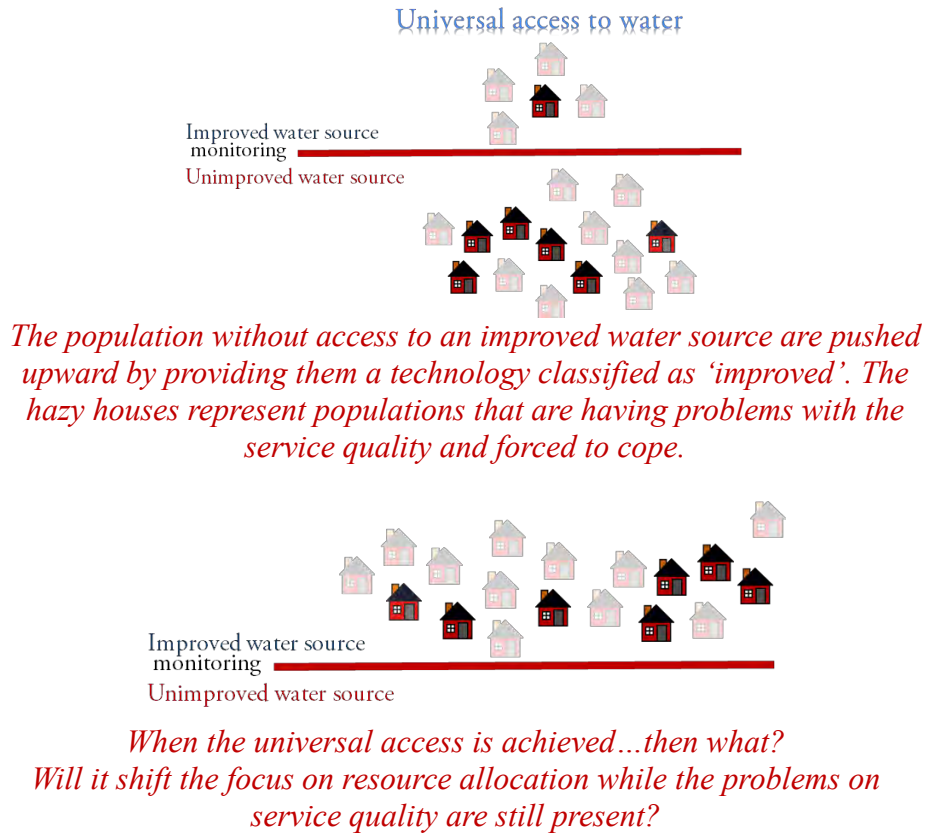 Universal access to water
Improved water source
monitoring
Unimproved water source
The population without access to an improved water source are pushed
upward by providing them a technology classified as ‘improved’. The
hazy houses represent populations that are having problems with the
service quality and forced to cope.
Improved water source
monitoring
Unimproved water source
When the universal access is achieved…then what?
Will it shift the focus on resource allocation while the problems on
service quality are still present?